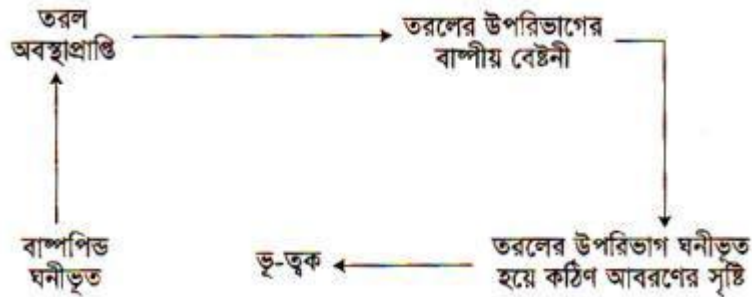 তরল
অবস্থাপ্রাপ্তি
তরলের উপরিভাগের
বাষ্পীয় বেষ্টনী
বাষ্পপিন্ড
ঘনীভূত
ভূ-ত্বক
তরলের উপরিভাগ ঘনীভূত
হয়ে কঠিণ আবরণের সৃষ্টি